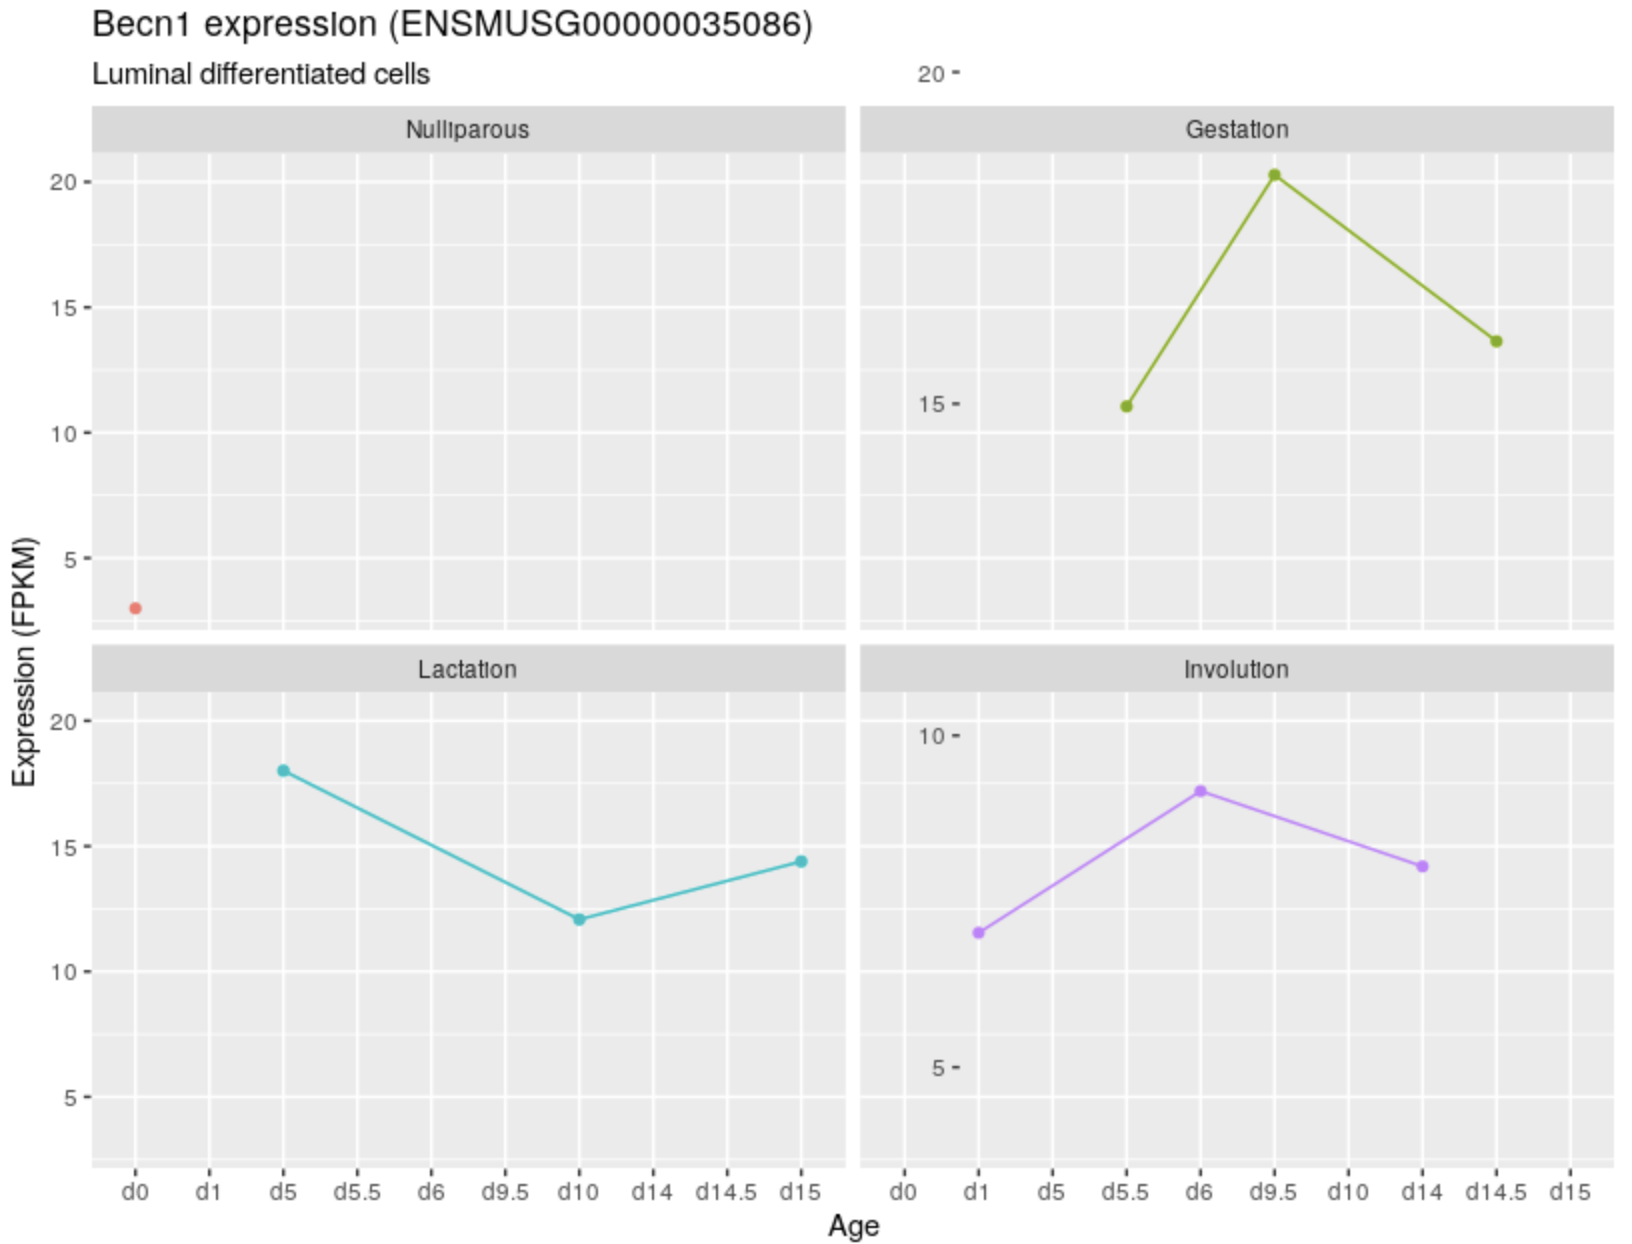 Becn1 expression (ENSMUSG00000035086)
Luminal differentiated cells
20
Nulliparous
Gestation
20
15
10
5
15
Expression (FPKM)
Lactation
Involution
20
15
10
5
10
5
d0 d1 d5 d5.5 d6 d9.5 d10 d14 d14.5 d15
d0 d1 d5 d5.5 d6 d9.5 d10 d14 d14.5 d15
Age